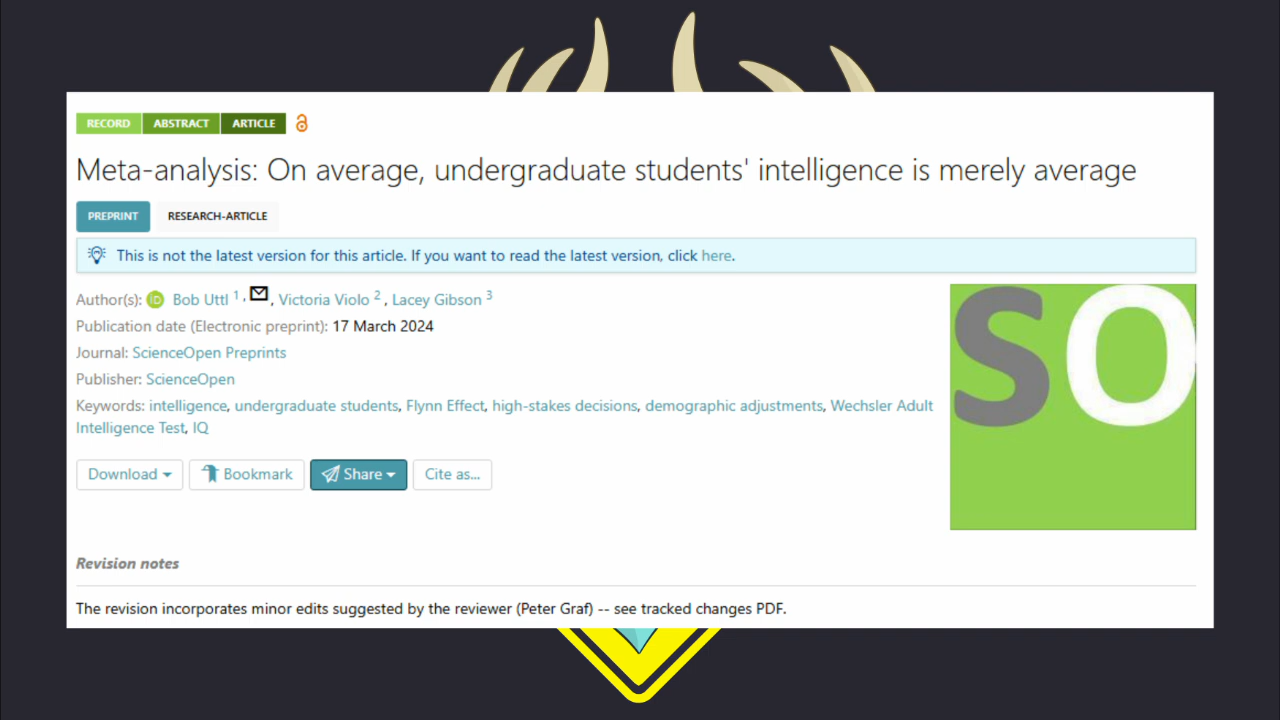 RECORD ABSTRACT ARTICLE
Meta-analysis: On average, undergraduate students' intelligence is merely average
PREPRINT RESEARCH-ARTICLE
This is not the latest version for this article. If you want to read the latest version, click here.
Author(s): iD Bob Uttl 1, , Victoria Violo 2 , Lacey Gibson 3
Publication date (Electronic preprint): 17 March 2024
Journal: ScienceOpen Preprints
Publisher: ScienceOpen
Keywords: intelligence, undergraduate students, Flynn Effect, high-stakes decisions, demographic adjustments, Wechsler Adult
Intelligence Test, IQ
SO
Download Bookmark Share Cite as...
Revision notes
The revision incorporates minor edits suggested by the reviewer (Peter Graf) -- see tracked changes PDF.